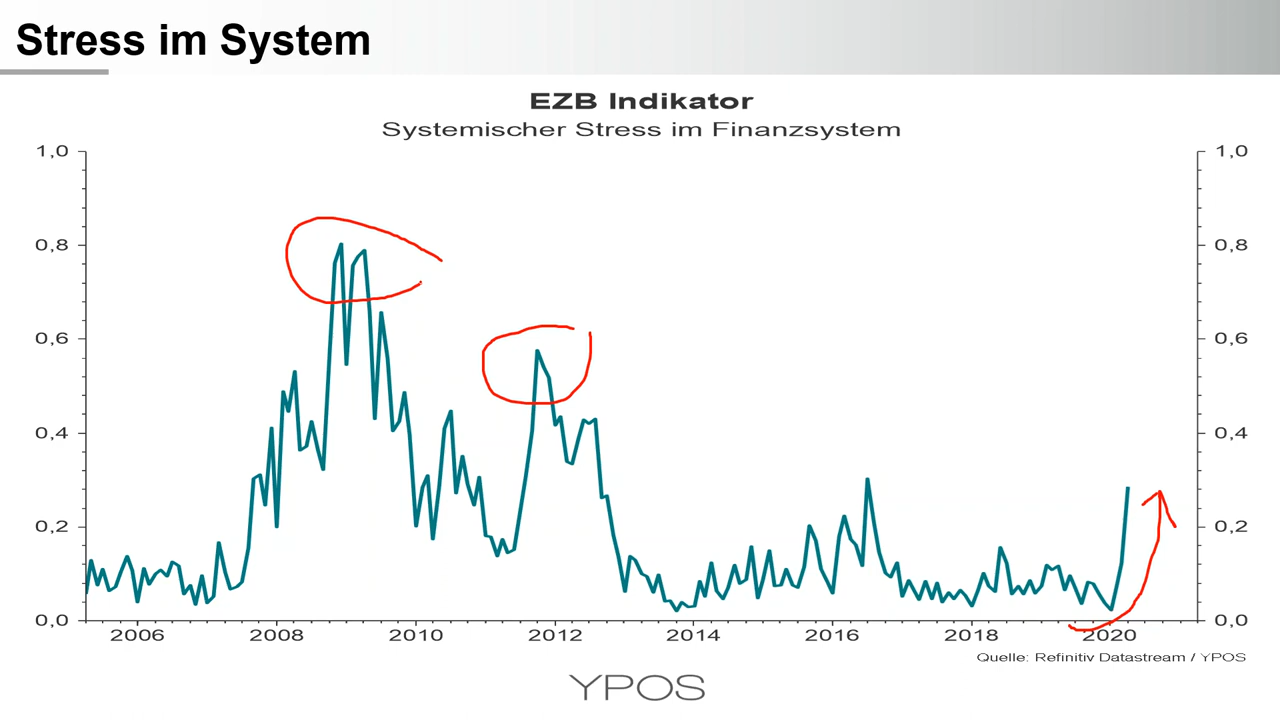 Stress im System
EZB Indikator
Systemischer Stress im Finanzsystem
1,0 1,0
0,8 0,8
0,6 0,6
0,4 0,4
0,2 0,2
0,0 0,0
2006 2008 2010 2012 2014 2016 2018 2020
Quelle: Refinitiv Datastream / YPOS
YPOS